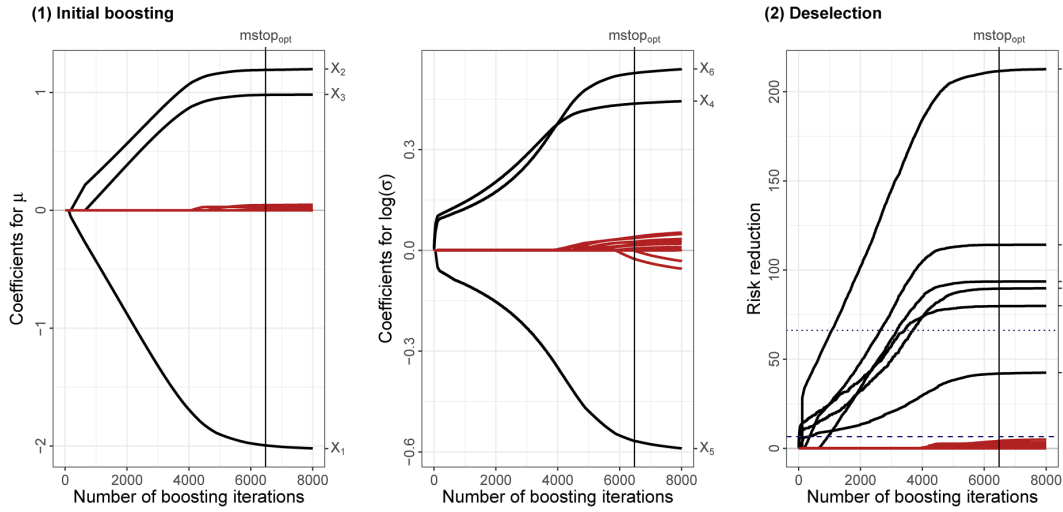 (1) Initial boosting
(2) Deselection
mstop_opt
mstop_opt
mstop_opt
Coefficients for μ
1
0
−1
−2
X₂
X₃
X₁
0 2000 4000 6000 8000
Number of boosting iterations
Coefficients for log(σ)
0.3
0.0
−0.3
−0.6
X₆
X₄
X₅
0 2000 4000 6000 8000
Number of boosting iterations
Risk reduction
200
150
100
50
0
0 2000 4000 6000 8000
Number of boosting iterations